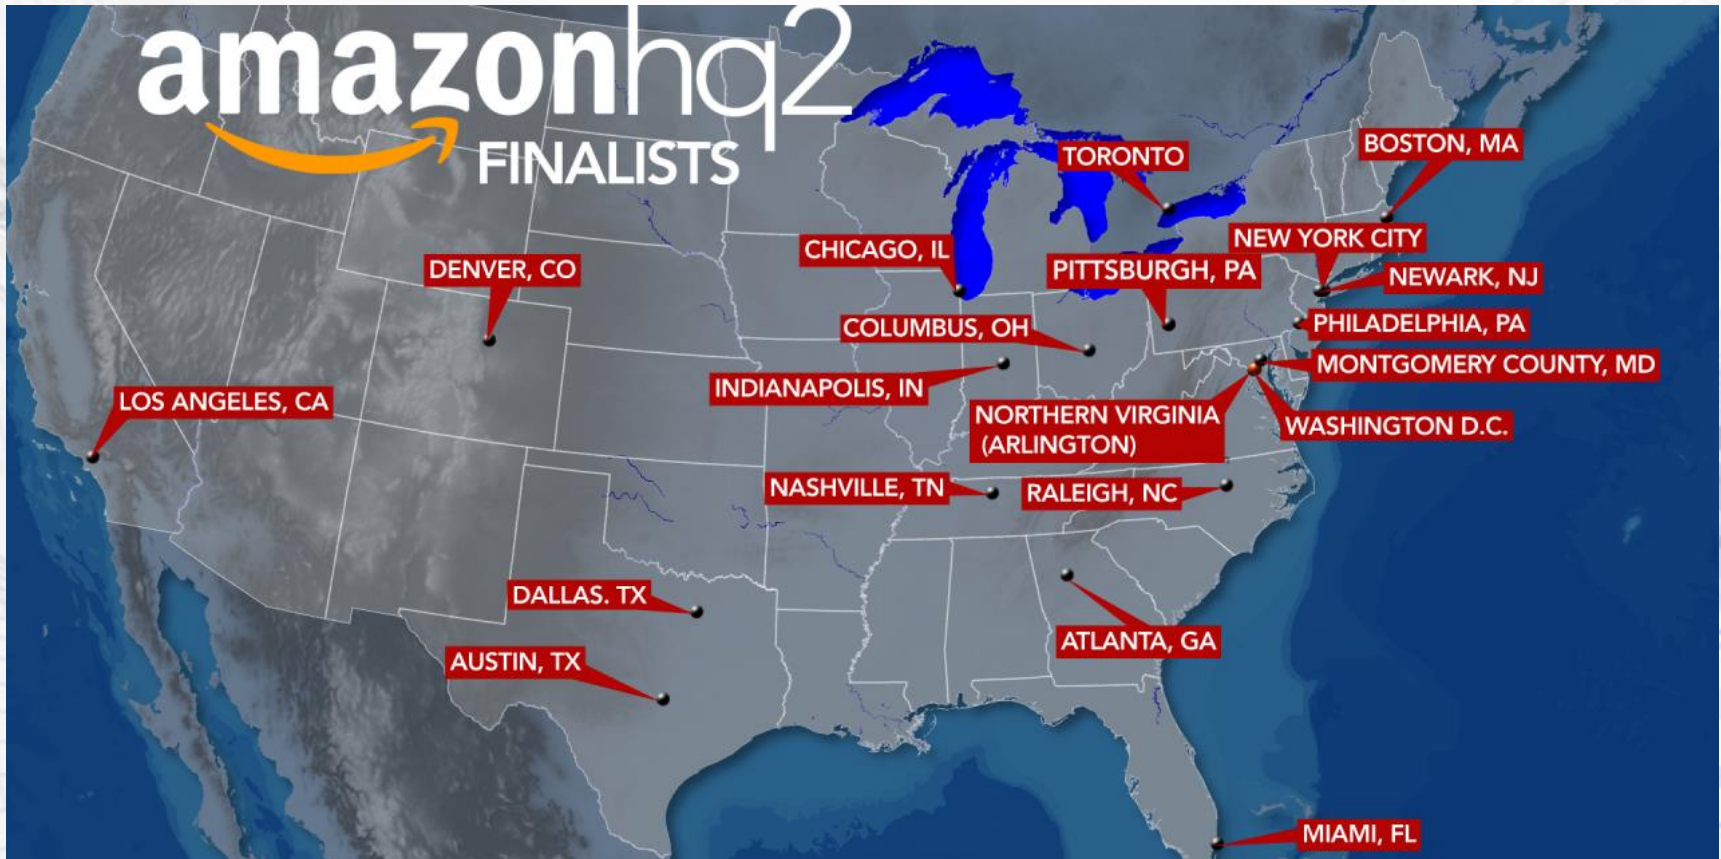 amazonhq2
FINALISTS
TORONTO
BOSTON, MA
CHICAGO, IL
NEW YORK CITY
DENVER, CO
PITTSBURGH, PA
NEWARK, NJ
COLUMBUS, OH
PHILADELPHIA, PA
MONTGOMERY COUNTY, MD
INDIANAPOLIS, IN
LOS ANGELES, CA
NORTHERN VIRGINIA
(ARLINGTON)
WASHINGTON D.C.
NASHVILLE, TN
RALEIGH, NC
DALLAS. TX
ATLANTA, GA
AUSTIN, TX
MIAMI, FL